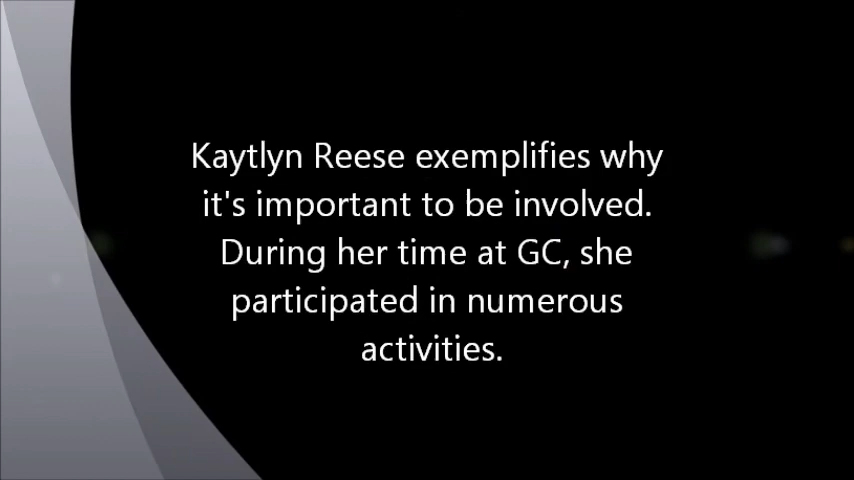 Kaytlyn Reese exemplifies why
it's important to be involved.
During her time at GC, she
participated in numerous
activities.